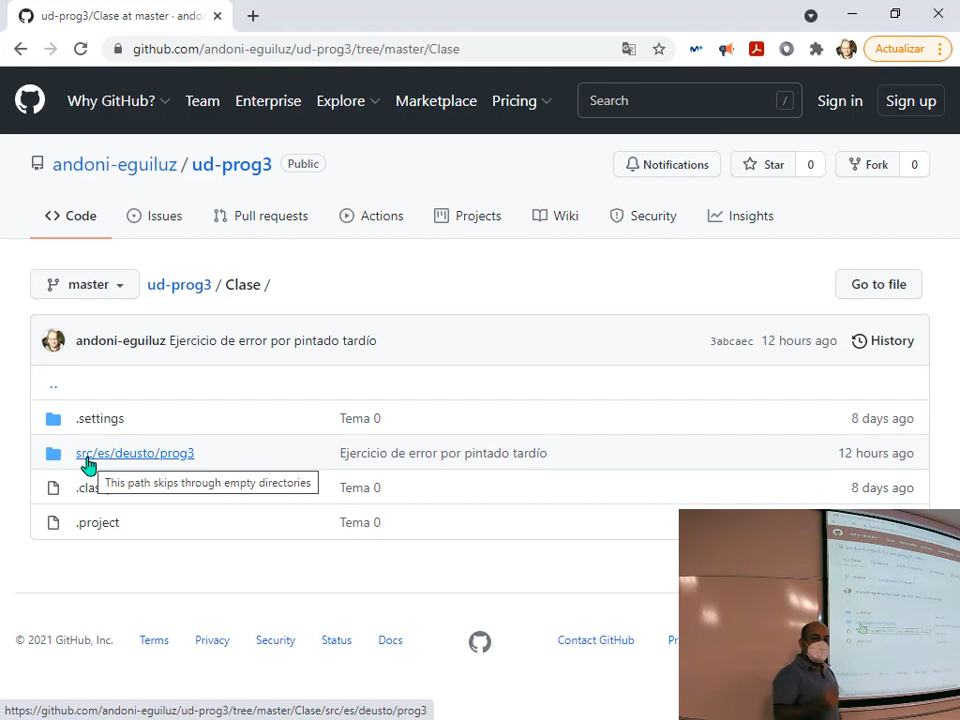 ud-prog3/Clase at master · ando
github.com/andoni-eguiluz/ud-prog3/tree/master/Clase
Actualizar
Why GitHub? Team Enterprise Explore Marketplace Pricing Search / Sign in Sign up
andoni-eguiluz / ud-prog3 Public
Notifications Star 0 Fork 0
<> Code Issues Pull requests Actions Projects Wiki Security Insights
master ud-prog3 / Clase / Go to file
andoni-eguiluz Ejercicio de error por pintado tardío 3abcaec 12 hours ago History
..
.settings Tema 0 8 days ago
src/es/deusto/prog3 Ejercicio de error por pintado tardío 12 hours ago
This path skips through empty directories
.clas Tema 0 8 days ago
.project Tema 0
© 2021 GitHub, Inc. Terms Privacy Security Status Docs Contact GitHub Pr
https://github.com/andoni-eguiluz/ud-prog3/tree/master/Clase/src/es/deusto/prog3